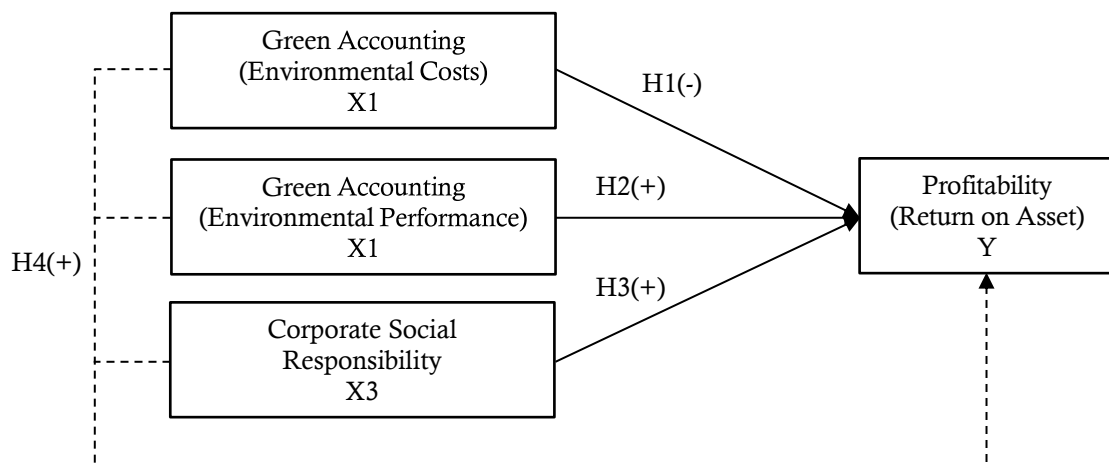 Green Accounting
(Environmental Costs)
X1
H1(-)
Green Accounting
(Environmental Performance)
X1
H2(+)
Profitability
(Return on Asset)
Y
H4(+)
H3(+)
Corporate Social
Responsibility
X3